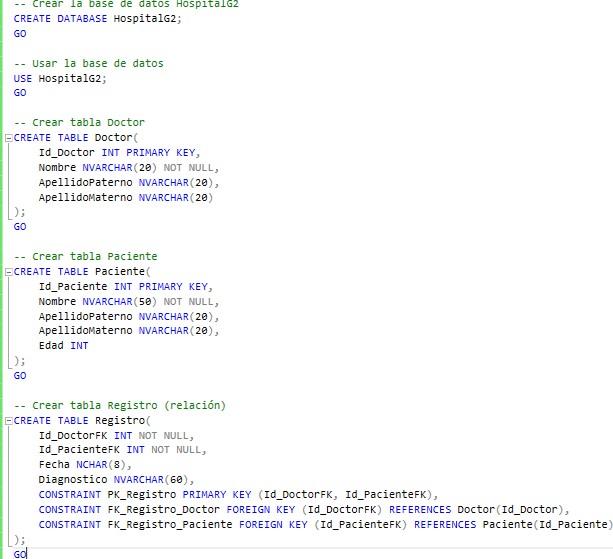 -- Crear la base de datos HospitalG2
CREATE DATABASE HospitalG2;
GO
-- Usar la base de datos
USE HospitalG2;
GO
-- Crear tabla Doctor
CREATE TABLE Doctor(
Id_Doctor INT PRIMARY KEY,
Nombre NVARCHAR(20) NOT NULL,
ApellidoPaterno NVARCHAR(20),
ApellidoMaterno NVARCHAR(20)
);
GO
-- Crear tabla Paciente
CREATE TABLE Paciente(
Id_Paciente INT PRIMARY KEY,
Nombre NVARCHAR(50) NOT NULL,
ApellidoPaterno NVARCHAR(20),
ApellidoMaterno NVARCHAR(20),
Edad INT
);
GO
-- Crear tabla Registro (relación)
CREATE TABLE Registro(
Id_DoctorFK INT NOT NULL,
Id_PacienteFK INT NOT NULL,
Fecha NCHAR(8),
Diagnostico NVARCHAR(60),
CONSTRAINT PK_Registro PRIMARY KEY (Id_DoctorFK, Id_PacienteFK),
CONSTRAINT FK_Registro_Doctor FOREIGN KEY (Id_DoctorFK) REFERENCES Doctor(Id_Doctor),
CONSTRAINT FK_Registro_Paciente FOREIGN KEY (Id_PacienteFK) REFERENCES Paciente(Id_Paciente)
);
GO